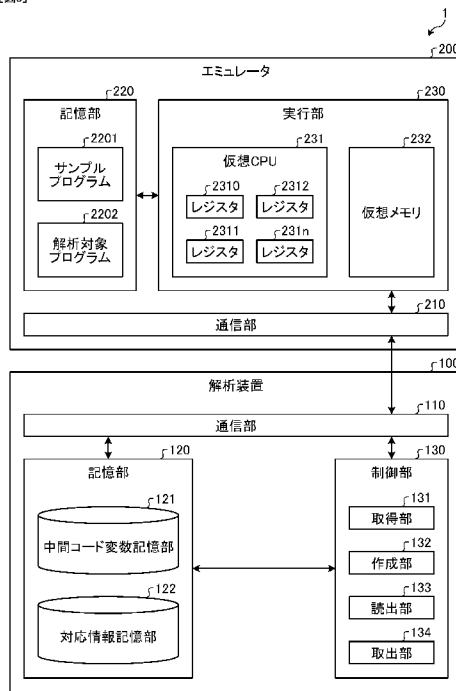 1
200
エミュレータ
220
記憶部
2201
サンプル
プログラム
2202
解析対象
プログラム
230
実行部
231
仮想CPU
2310
レジスタ
2312
レジスタ
2311
レジスタ
231n
レジスタ
232
仮想メモリ
210
通信部
100
解析装置
110
通信部
120
記憶部
121
中間コード変数記憶部
122
対応情報記憶部
130
制御部
131
取得部
132
作成部
133
読出部
134
取出部